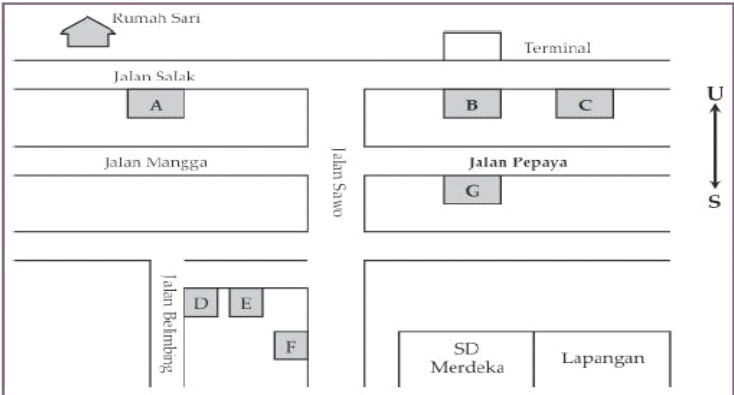 Rumah Sari
Terminal
Jalan Salak
A
B
C
U
Jalan Mangga
Jalan Sawo
Jalan Pepaya
G
S
Jalan Belimbing
D
E
F
SD
Merdeka
Lapangan